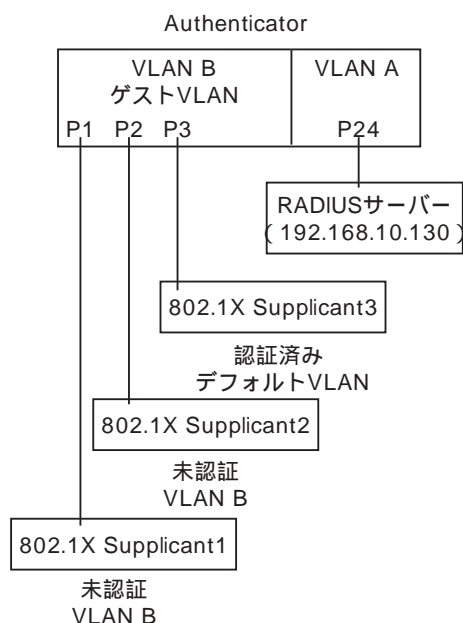 Authenticator
VLAN B
ゲストVLAN
VLAN A
P1 P2 P3
P24
RADIUSサーバー
( 192.168.10.130 )
802.1X Supplicant3
認証済み
デフォルトVLAN
802.1X Supplicant2
未認証
VLAN B
802.1X Supplicant1
未認証
VLAN B